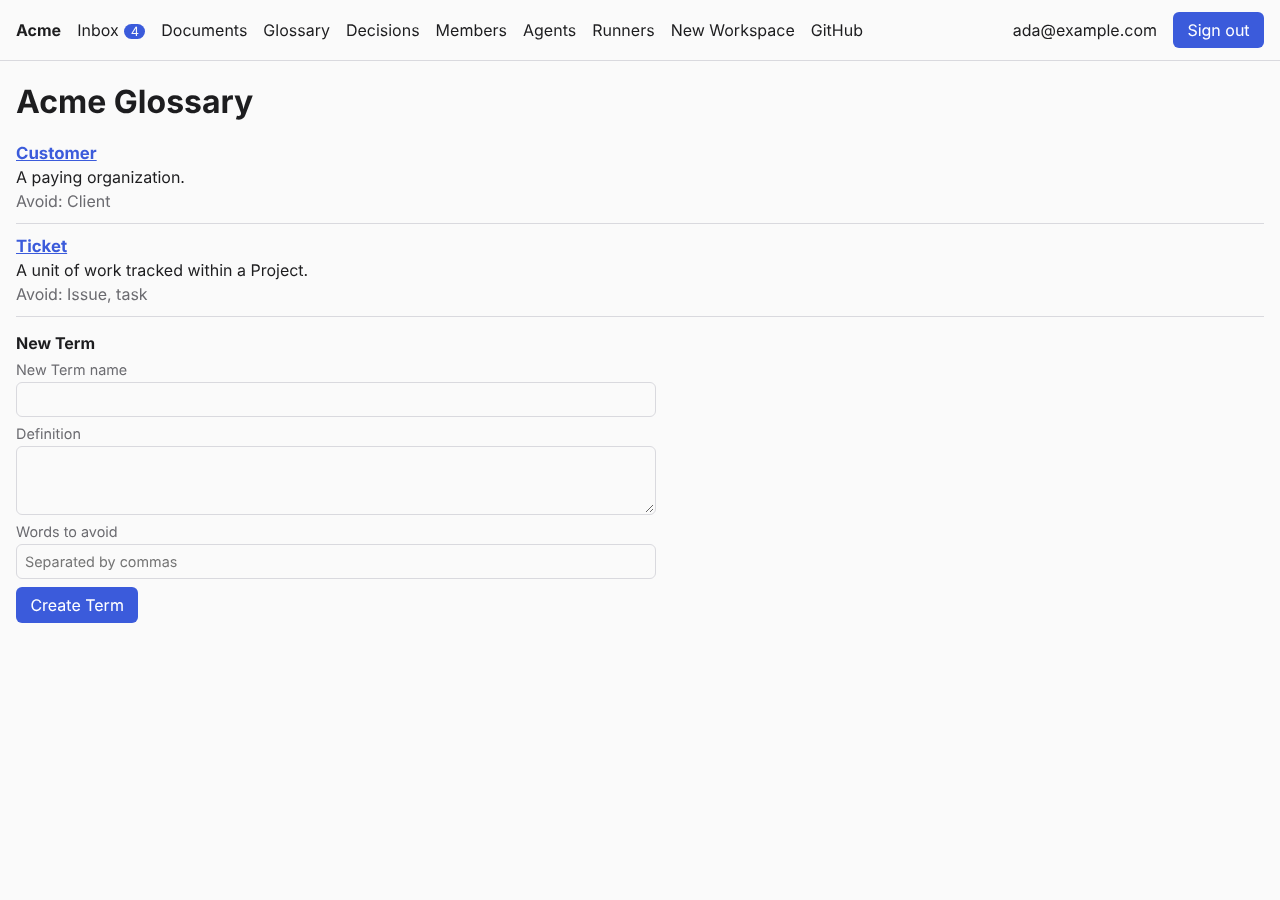 Acme Inbox 4 Documents Glossary Decisions Members Agents Runners New Workspace GitHub ada@example.com Sign out
Acme Glossary
Customer
A paying organization.
Avoid: Client
Ticket
A unit of work tracked within a Project.
Avoid: Issue, task
New Term
New Term name
Definition
Words to avoid
Separated by commas
Create Term